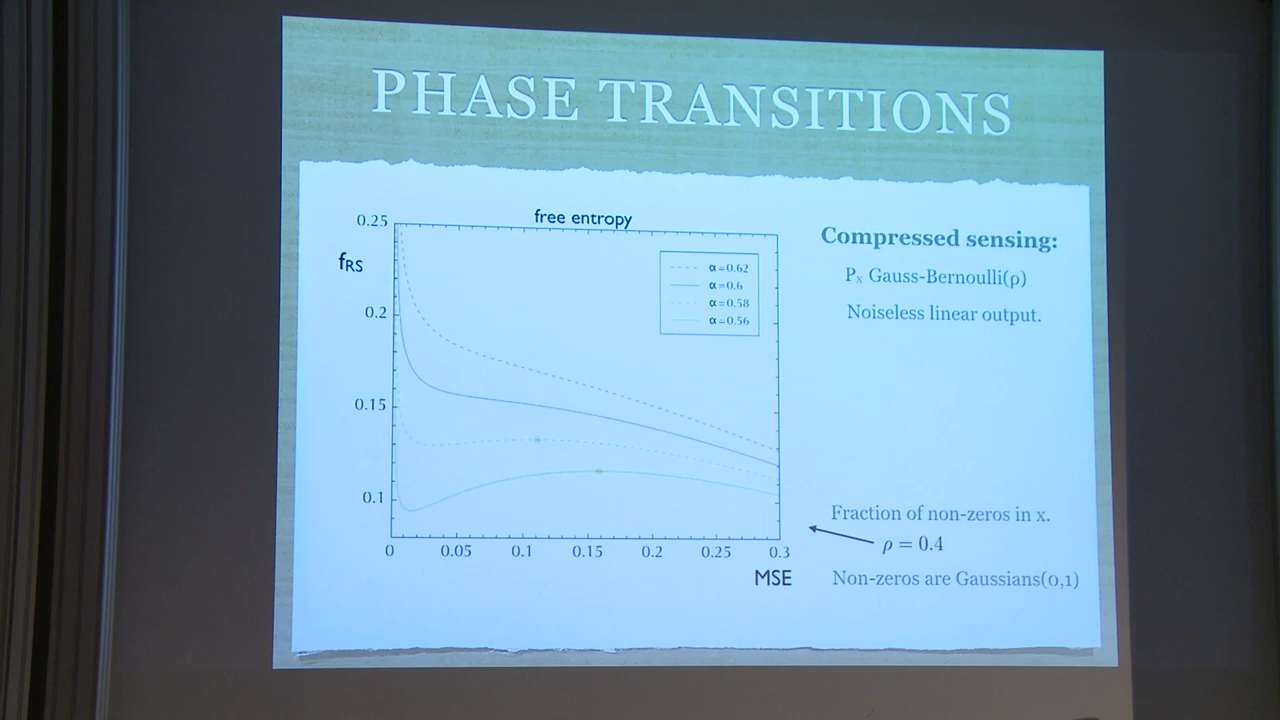 PHASE TRANSITIONS
free entropy
fRS
0.25
0.2
0.15
0.1
α=0.62
α=0.6
α=0.58
α=0.56
0
0.05
0.1
0.15
0.2
0.25
0.3
MSE
Compressed sensing:
Pₓ Gauss-Bernoulli(ρ)
Noiseless linear output.
Fraction of non-zeros in x.
ρ = 0.4
Non-zeros are Gaussians(0,1)